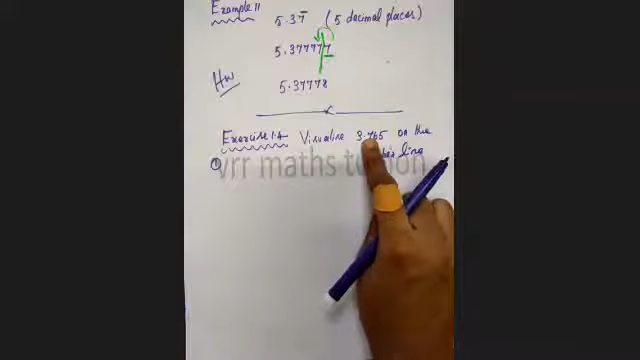 Example 11
5.37̅ (5 decimal places)
5.377777
HW
5.37778
Exercise 1.4 Visualise 3.765 on the
① line
vrr maths tuition